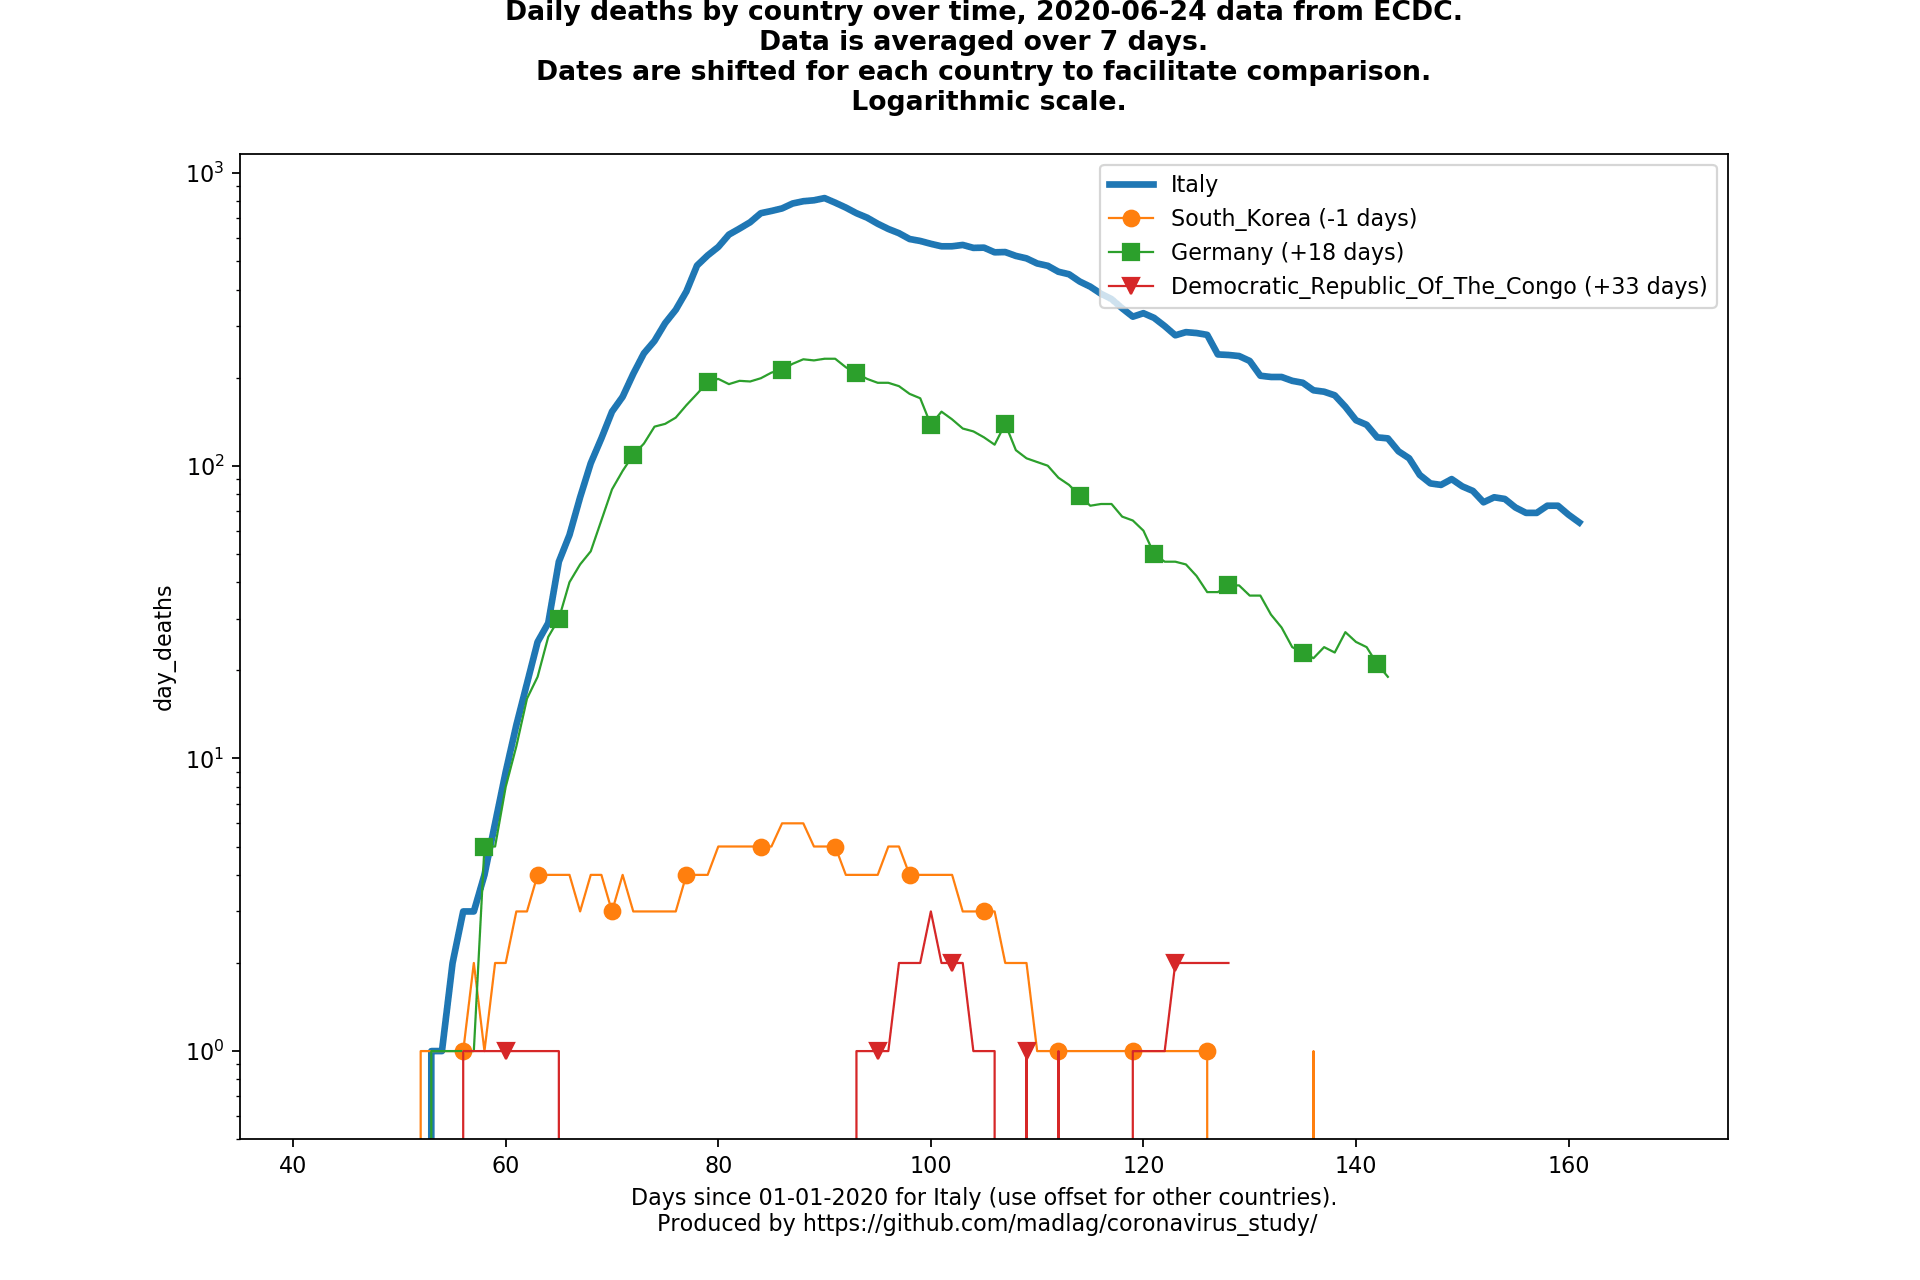 Daily deaths by country over time, 2020-06-24 data from ECDC.
Data is averaged over 7 days.
Dates are shifted for each country to facilitate comparison.
Logarithmic scale.
10³
10²
10¹
10⁰
day_deaths
Italy
South_Korea (-1 days)
Germany (+18 days)
Democratic_Republic_Of_The_Congo (+33 days)
40 60 80 100 120 140 160
Days since 01-01-2020 for Italy (use offset for other countries).
Produced by https://github.com/madlag/coronavirus_study/